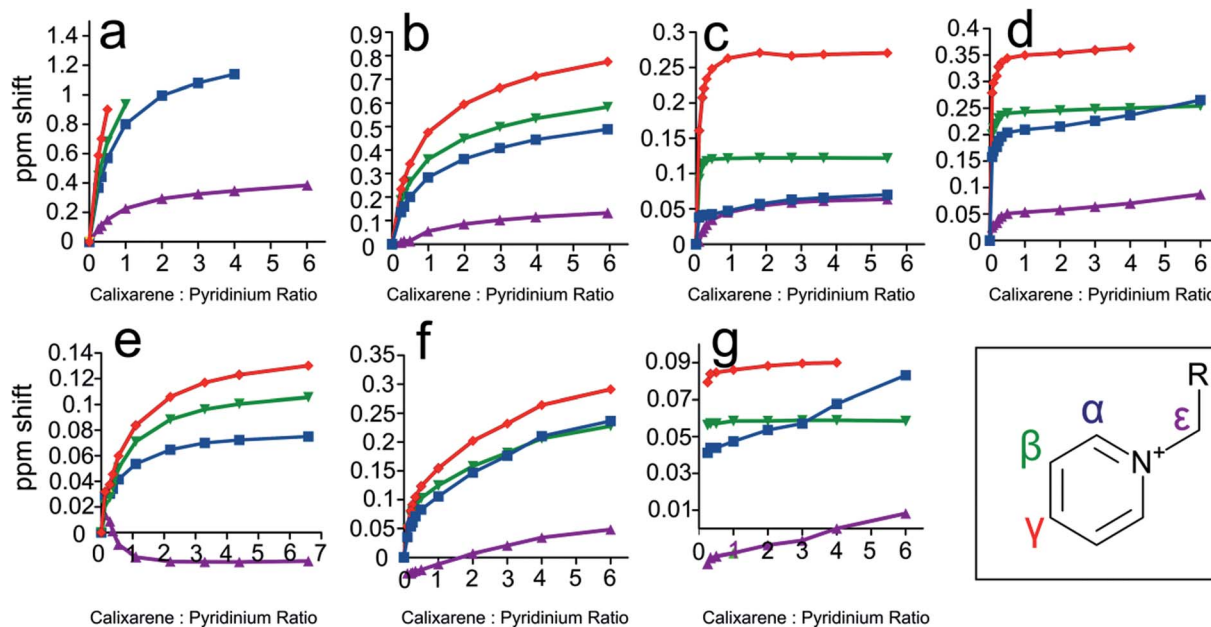 a
ppm shift
1.4
1.2
1
0.8
0.6
0.4
0.2
0
0 1 2 3 4 5 6
Calixarene : Pyridinium Ratio
b
0.9
0.8
0.7
0.6
0.5
0.4
0.3
0.2
0.1
0
0 1 2 3 4 5 6
Calixarene : Pyridinium Ratio
c
0.3
0.25
0.2
0.15
0.1
0.05
0
0 1 2 3 4 5 6
Calixarene : Pyridinium Ratio
d
0.4
0.35
0.3
0.25
0.2
0.15
0.1
0.05
0
0 1 2 3 4 5 6
Calixarene : Pyridinium Ratio
e
ppm shift
0.14
0.12
0.1
0.08
0.06
0.04
0.02
0
0 1 2 3 4 5 6 7
Calixarene : Pyridinium Ratio
f
0.35
0.3
0.25
0.2
0.15
0.1
0.05
0
0 1 2 3 4 5 6
Calixarene : Pyridinium Ratio
g
0.09
0.07
0.05
0.03
0.01
0 1 2 3 4 5 6
Calixarene : Pyridinium Ratio
R
α
ε
β
N+
γ